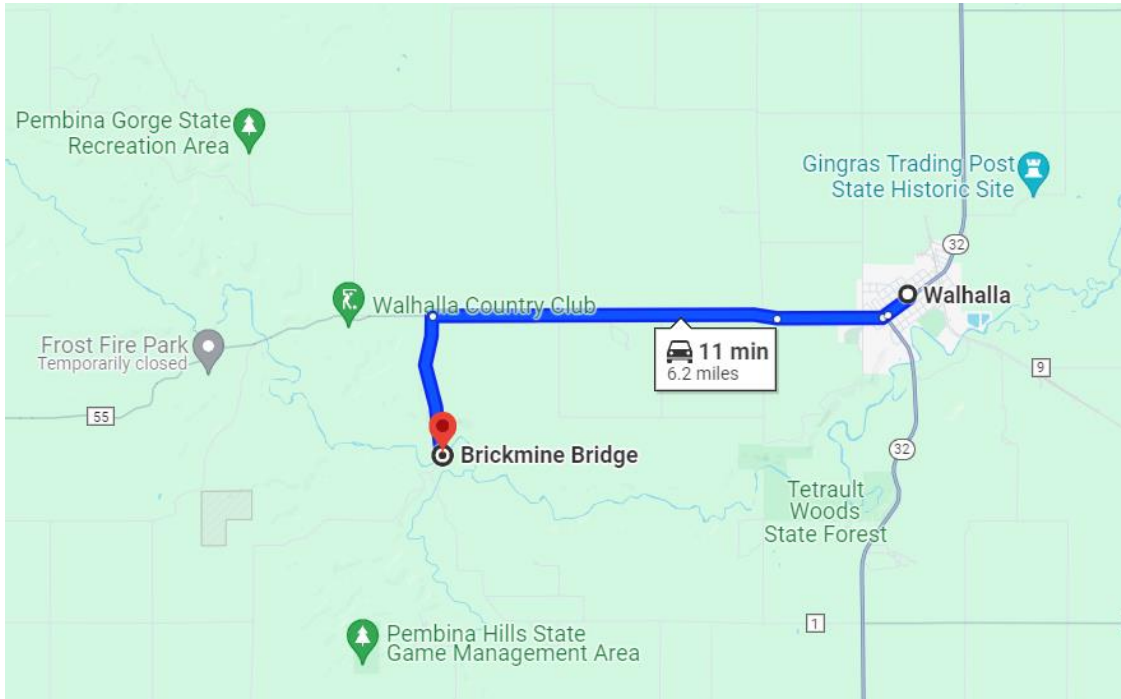 Pembina Gorge State
Recreation Area
Gingras Trading Post
State Historic Site
32
Walhalla
Walhalla Country Club
Frost Fire Park
Temporarily closed
11 min
6.2 miles
9
55
Brickmine Bridge
32
Tetrault
Woods
State Forest
1
Pembina Hills State
Game Management Area